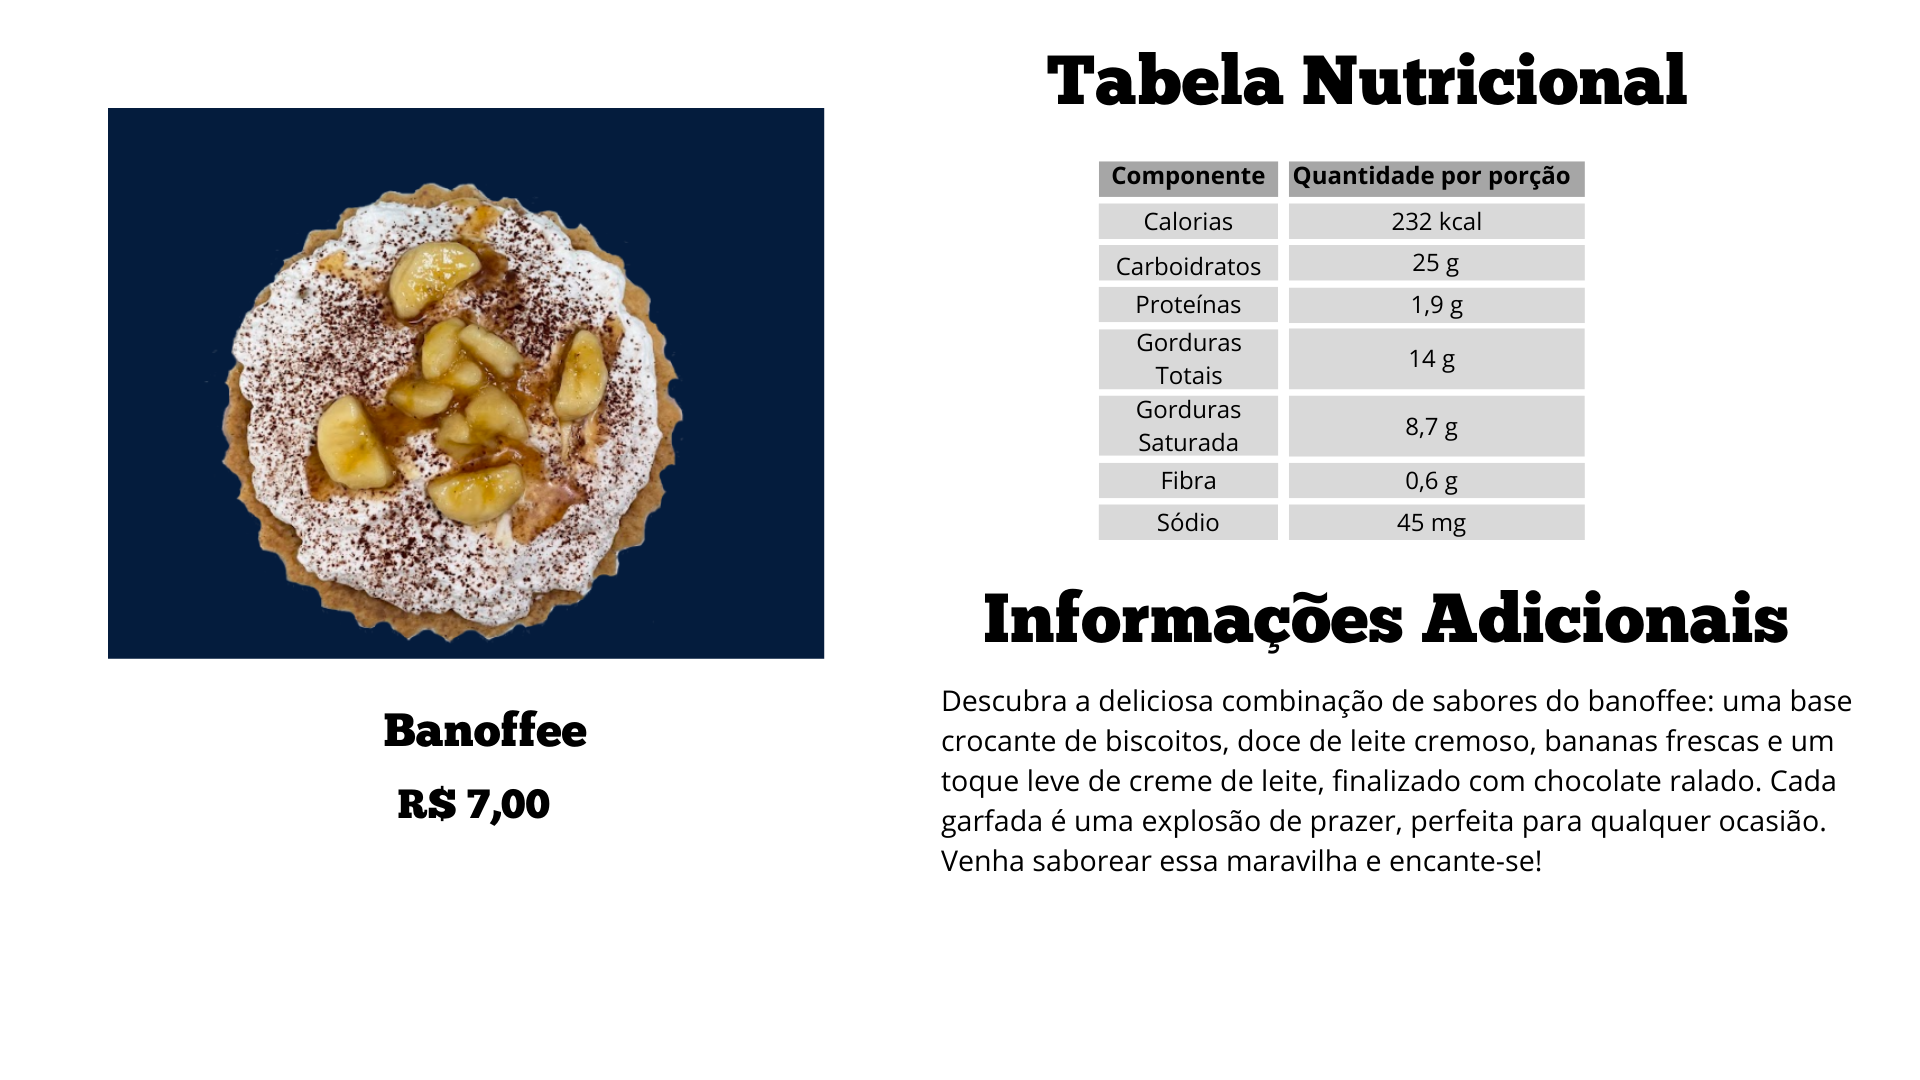 Banoffee
R$ 7,00
Tabela Nutricional
Componente Quantidade por porção
Calorias 232 kcal
Carboidratos 25 g
Proteínas 1,9 g
Gorduras
Totais 14 g
Gorduras
Saturada 8,7 g
Fibra 0,6 g
Sódio 45 mg
Informações Adicionais
Descubra a deliciosa combinação de sabores do banoffee: uma base
crocante de biscoitos, doce de leite cremoso, bananas frescas e um
toque leve de creme de leite, finalizado com chocolate ralado. Cada
garfada é uma explosão de prazer, perfeita para qualquer ocasião.
Venha saborear essa maravilha e encante-se!